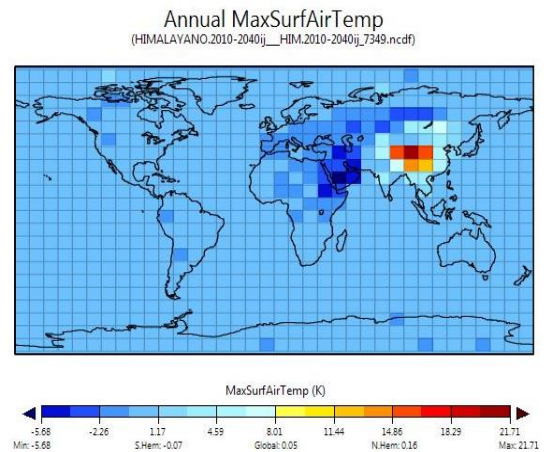 Annual MaxSurfAirTemp
(HIMALAYANO.2010-2040ij__HIM.2010-2040ij_7349.ncdf)
MaxSurfAirTemp (K)
-5.68 -2.26 1.17 4.59 8.01 11.44 14.86 18.29 21.71
Min: -5.68 S.Hem: -0.07 Global: 0.05 N.Hem: 0.16 Max: 21.71